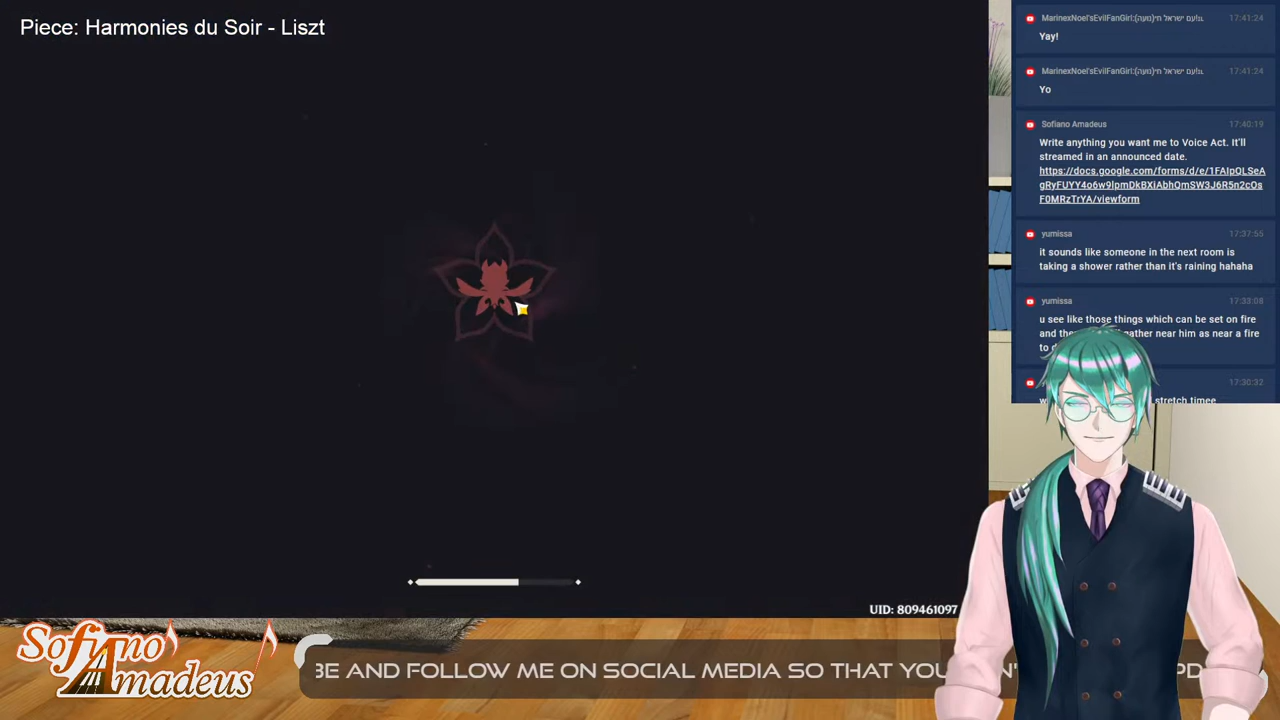 Piece: Harmonies du Soir - Liszt
MarinexNoel'sEvilFanGirl 17:41:24
Yay!
MarinexNoel'sEvilFanGirl 17:41:24
Yo
Sofiano Amadeus 17:40:19
Write anything you want me to Voice Act. It'll
streamed in an announced date.
https://docs.google.com/forms/d/e/1FAIpQLSeA
gRyFUYY4o6w9lpmDkBXiAbhQmSW3J6R5n2cOs
F0MRzTrYA/viewform
yumissa 17:37:55
it sounds like someone in the next room is
taking a shower rather than it's raining hahaha
yumissa 17:33:08
u see like those things which can be set on fire
near him as near a fire
to
17:30:32
stretch timee
UID: 809461097
Sofiano
Amadeus
BE AND FOLLOW ME ON SOCIAL MEDIA SO THAT YOU